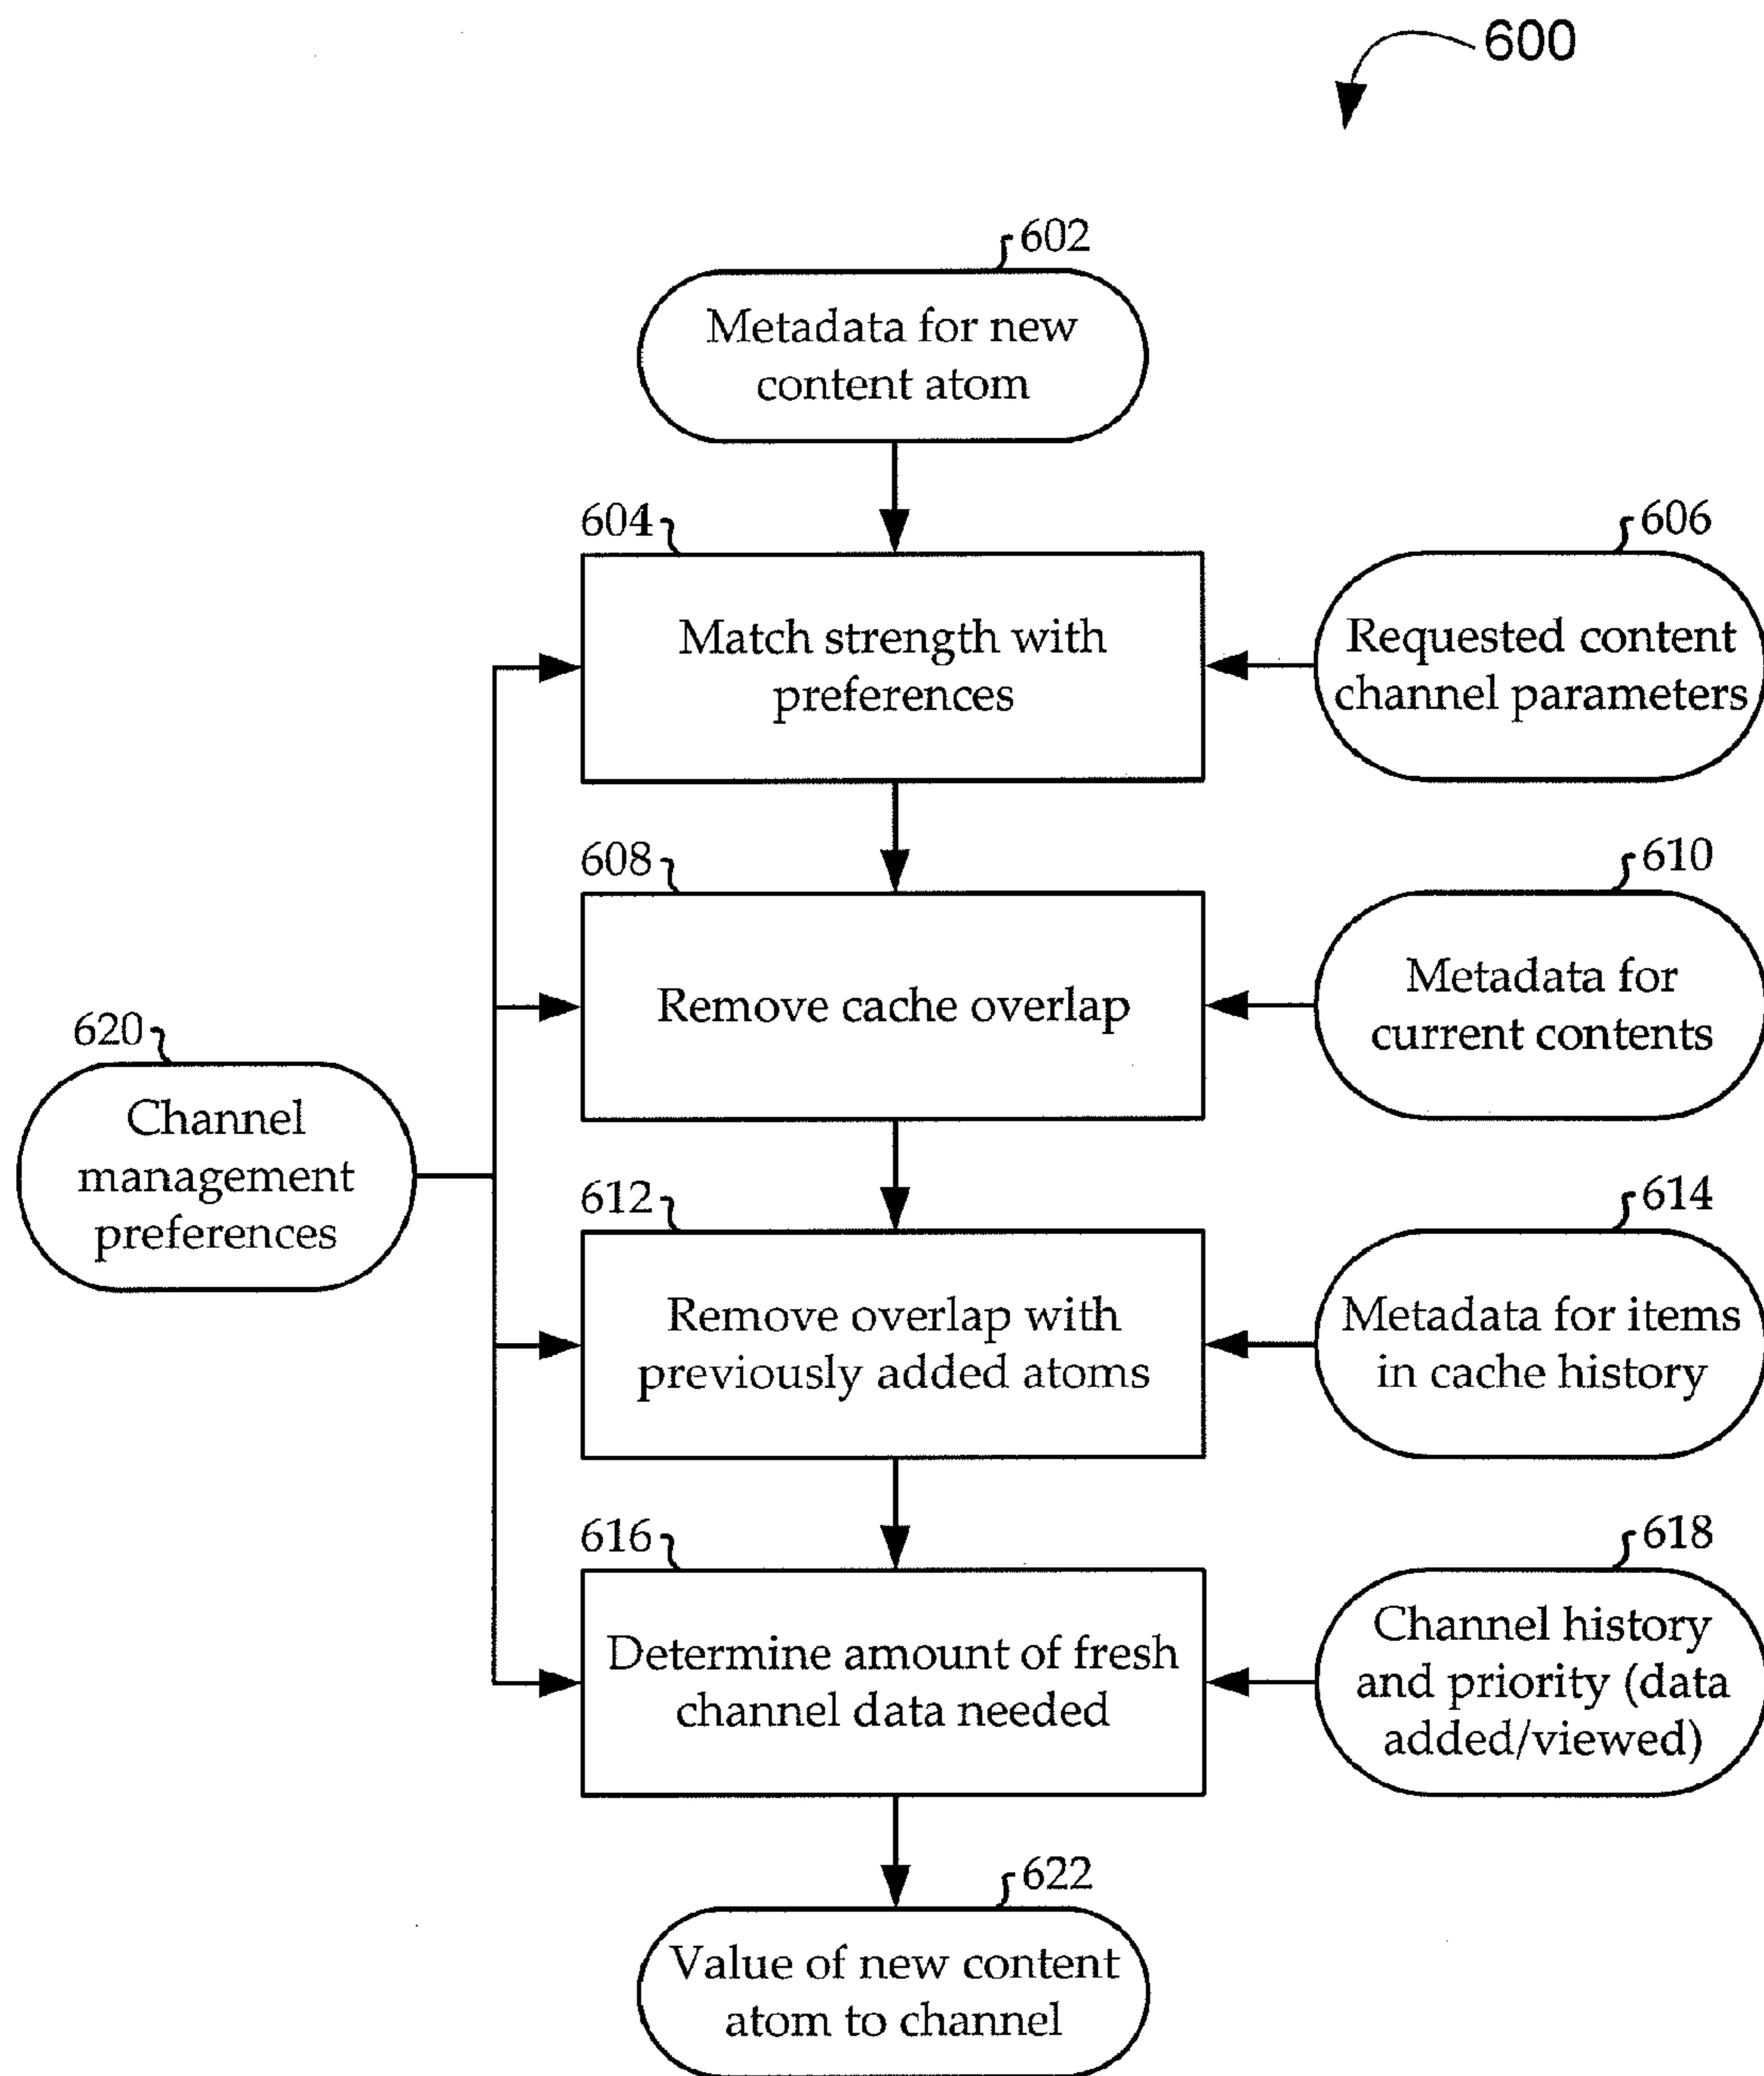 600
602
Metadata for new
content atom
604
Match strength with
preferences
606
Requested content
channel parameters
608
Remove cache overlap
610
Metadata for
current contents
620
Channel
management
preferences
612
Remove overlap with
previously added atoms
614
Metadata for items
in cache history
616
Determine amount of fresh
channel data needed
618
Channel history
and priority (data
added/viewed)
622
Value of new content
atom to channel